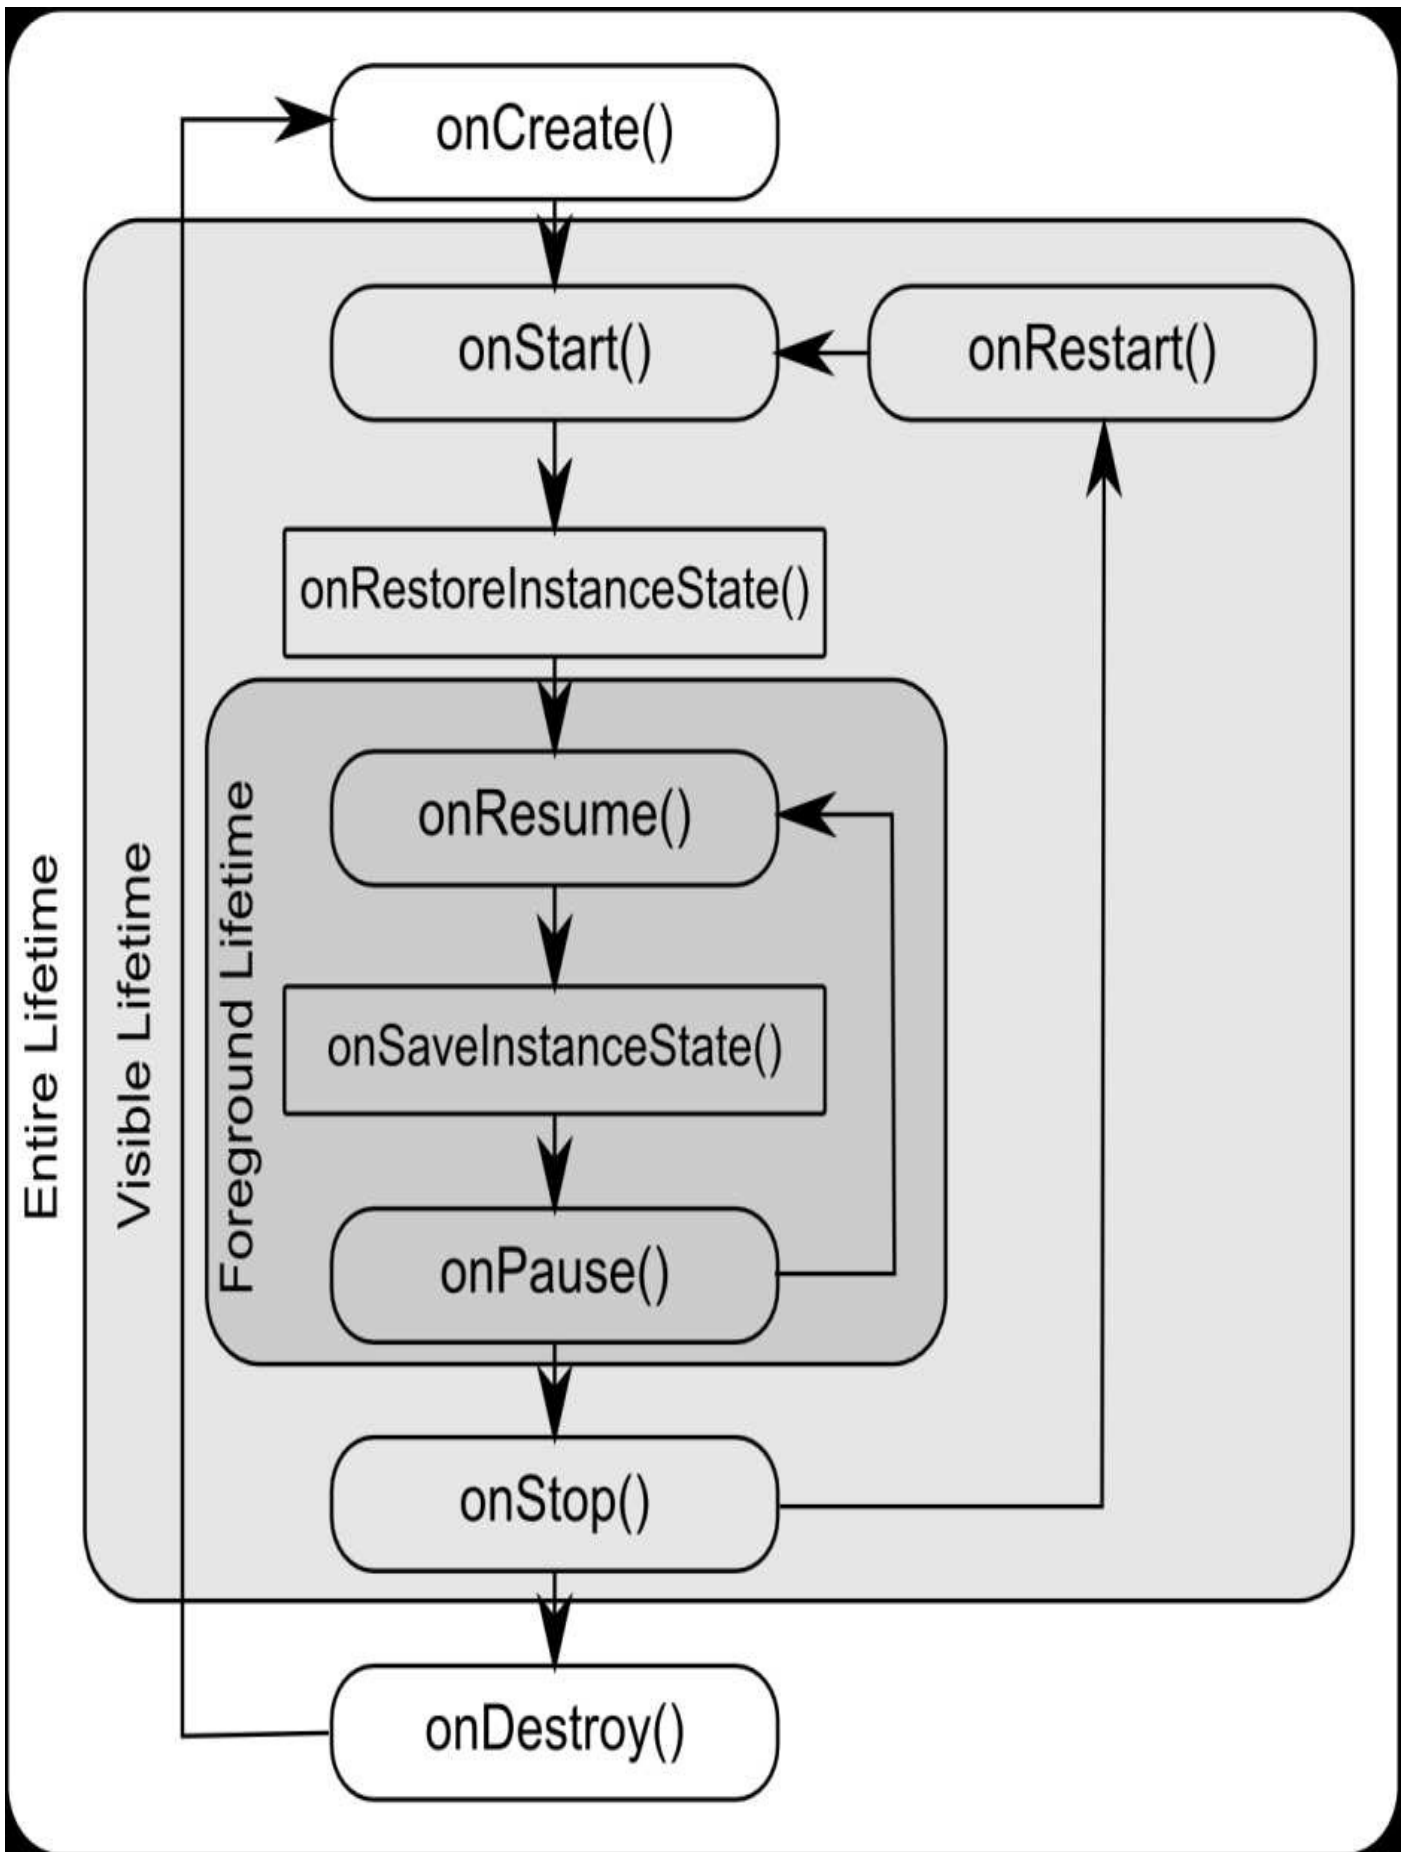 onCreate()
onStart()
onRestart()
onRestoreInstanceState()
onResume()
onSaveInstanceState()
onPause()
onStop()
onDestroy()
Entire Lifetime
Visible Lifetime
Foreground Lifetime